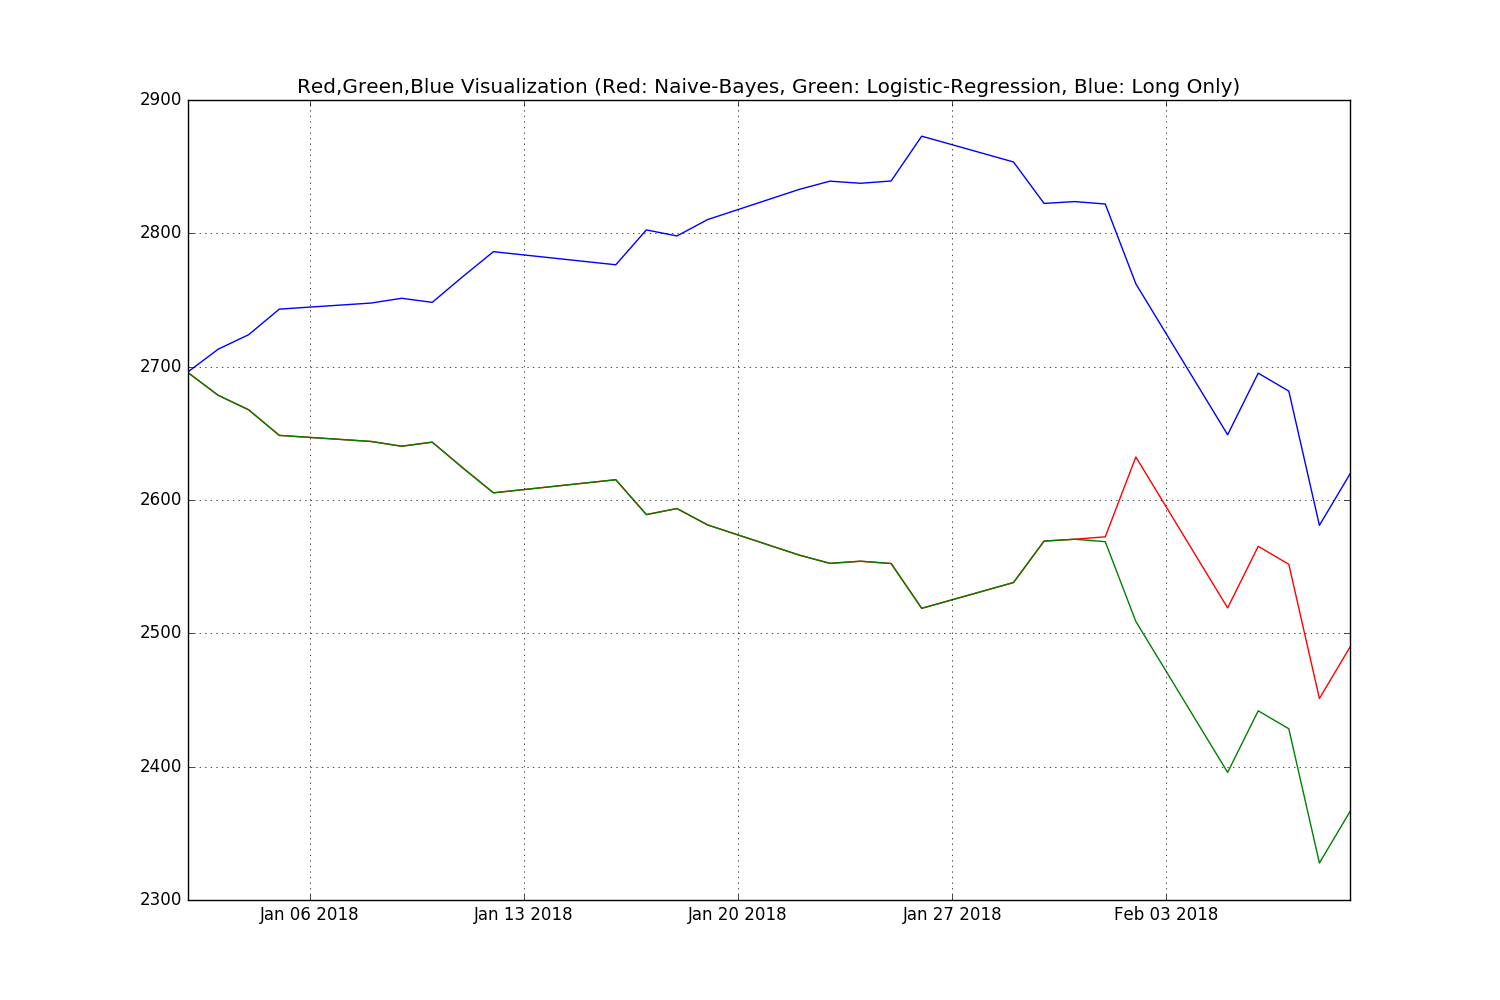 Red,Green,Blue Visualization (Red: Naive-Bayes, Green: Logistic-Regression, Blue: Long Only)
2900
2800
2700
2600
2500
2400
2300
Jan 06 2018
Jan 13 2018
Jan 20 2018
Jan 27 2018
Feb 03 2018